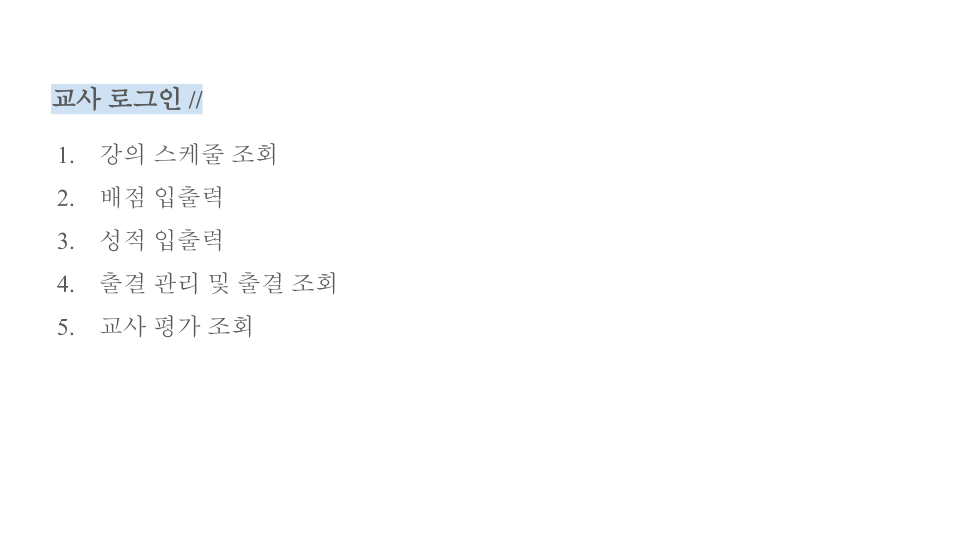 교사 로그인 //
1. 강의 스케줄 조회
2. 배점 입출력
3. 성적 입출력
4. 출결 관리 및 출결 조회
5. 교사 평가 조회